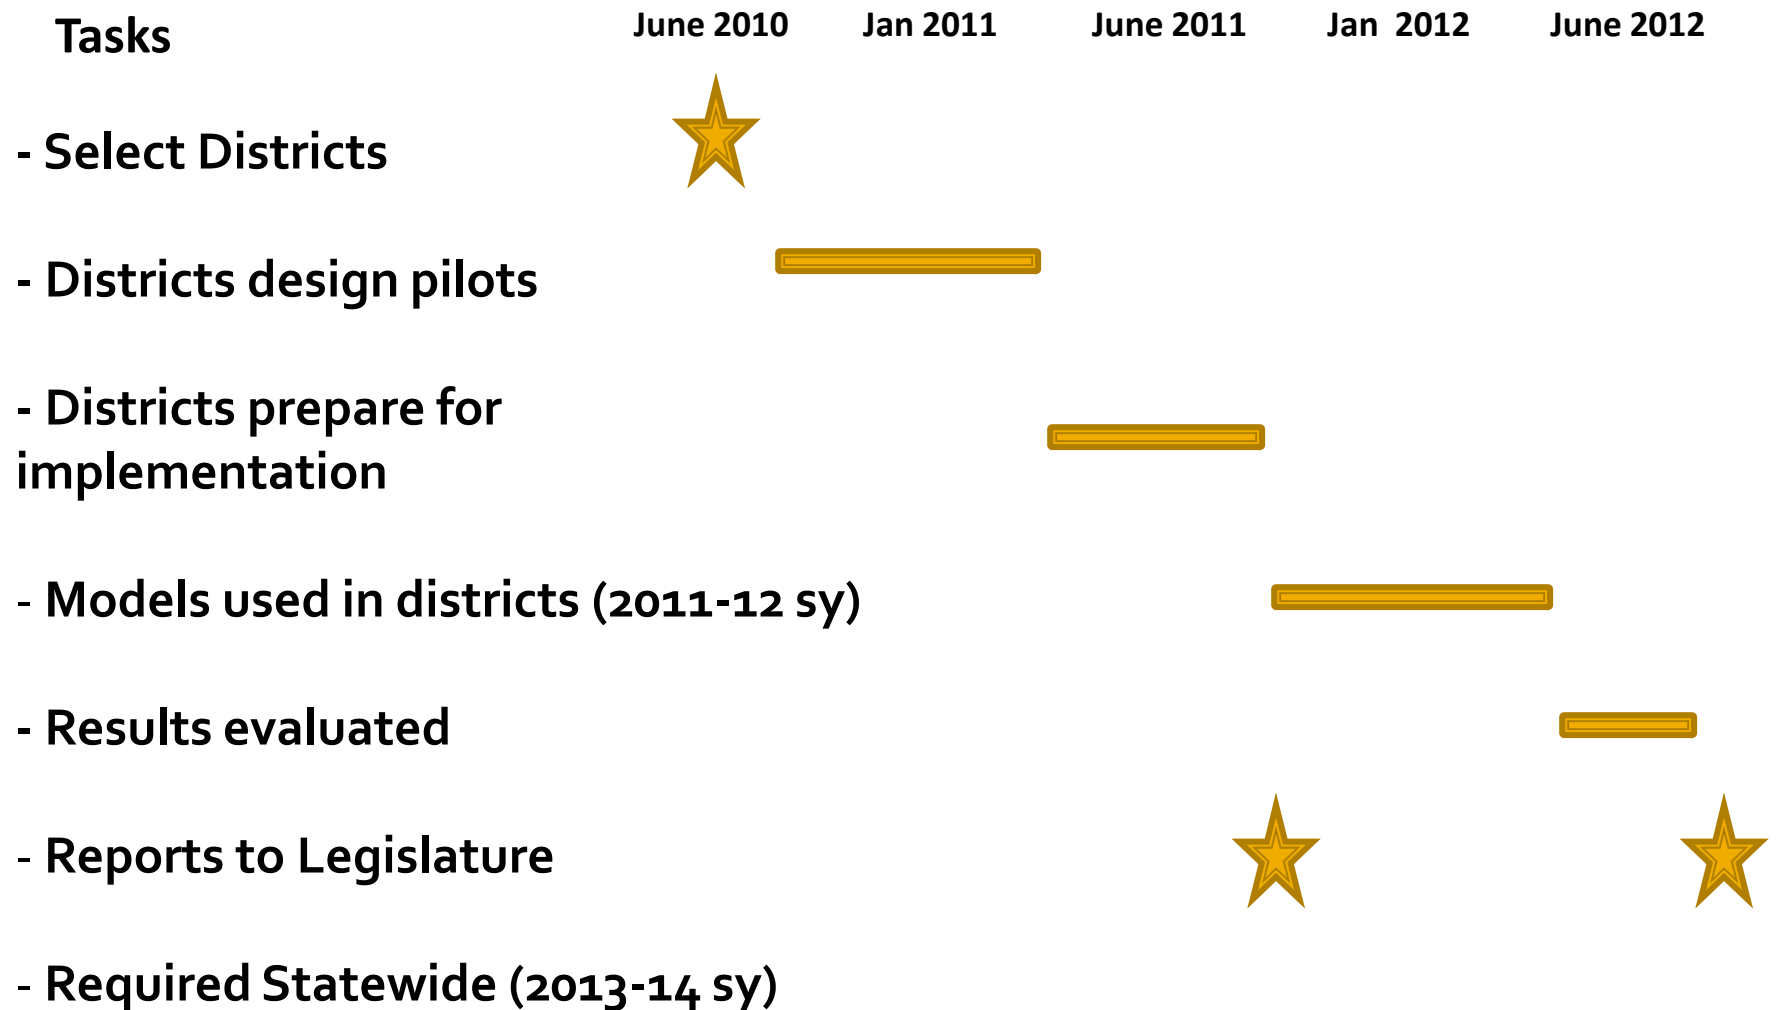 Tasks June 2010 Jan 2011 June 2011 Jan 2012 June 2012
- Select Districts
- Districts design pilots
- Districts prepare for
implementation
- Models used in districts (2011-12 sy)
- Results evaluated
- Reports to Legislature
- Required Statewide (2013-14 sy)